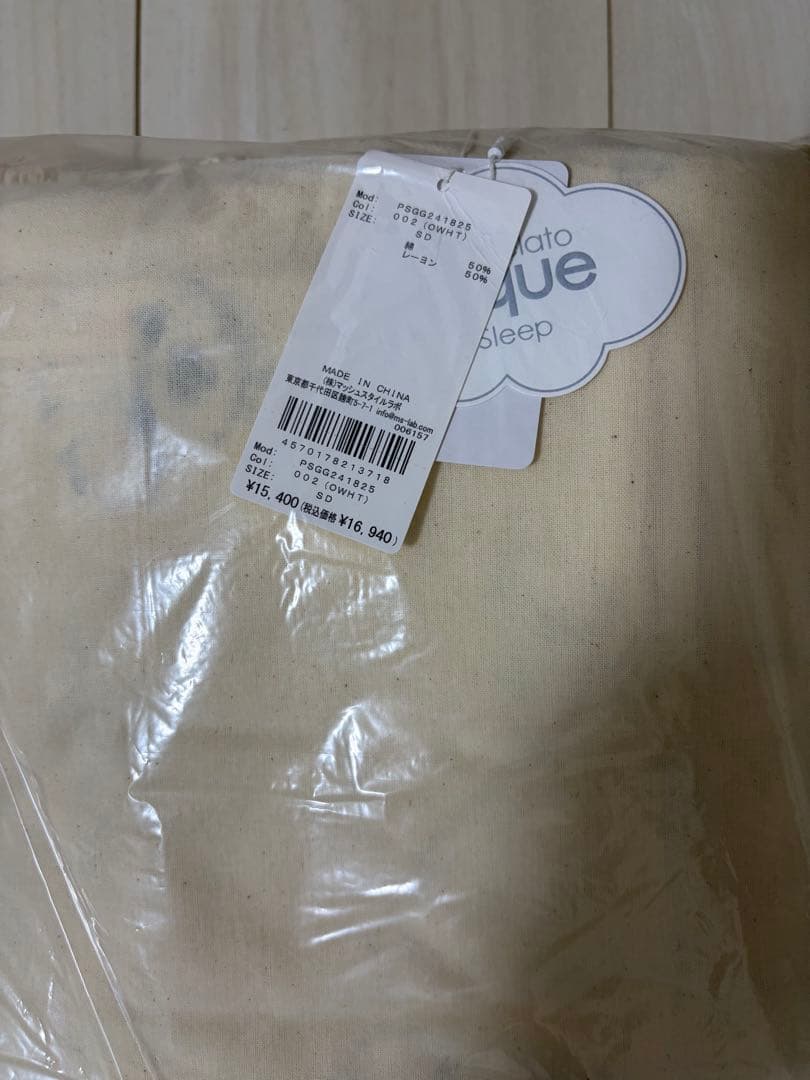 Mod: PSGG241825
Col: 002(OWHT)
SIZE: SD
綿 50%
レーヨン 50%
MADE IN CHINA
(株)マッシュスタイルラボ
東京都千代田区麹町5-7-1 info@ms-lab.com
006157
4570178213718
Mod: PSGG241825
Col: 002(OWHT)
SIZE: SD
¥15,400(税込価格¥16,940)
lato
que
Sleep